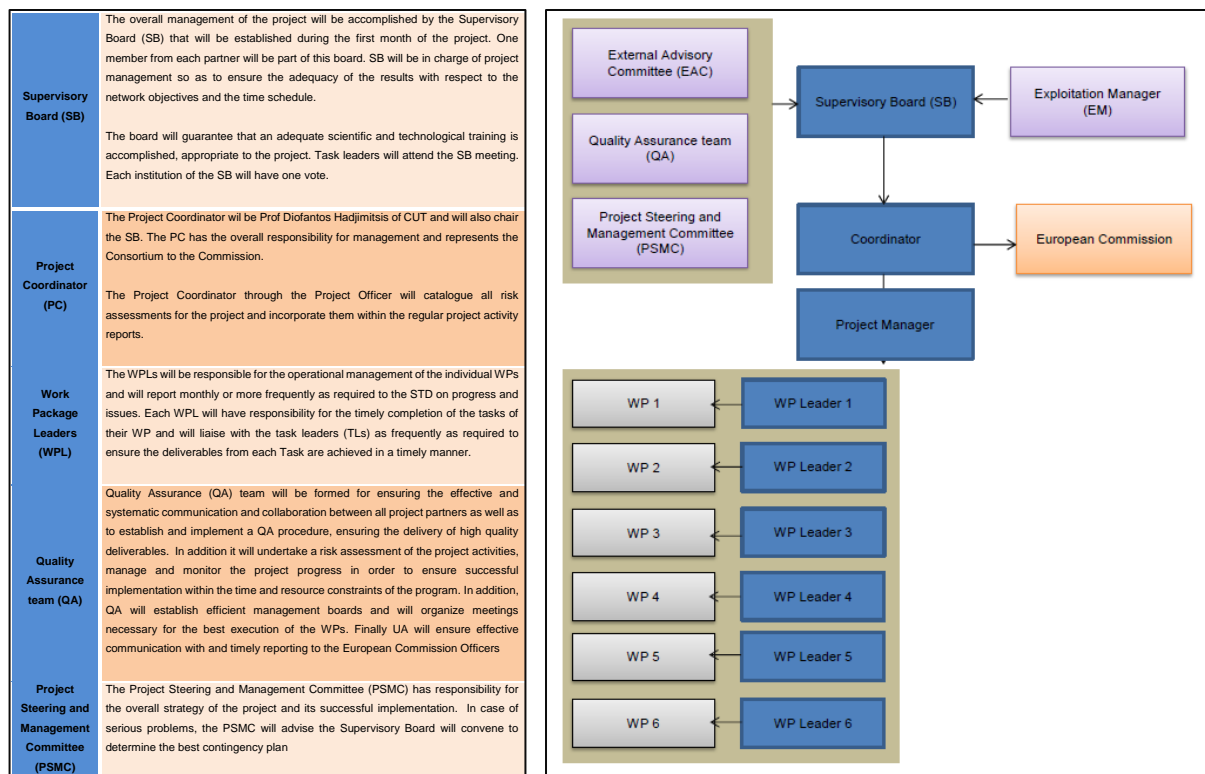 Supervisory
Board (SB)
The overall management of the project will be accomplished by the Supervisory
Board (SB) that will be established during the first month of the project. One
member from each partner will be part of this board. SB will be in charge of project
management so as to ensure the adequacy of the results with respect to the
network objectives and the time schedule.
The board will guarantee that an adequate scientific and technological training is
accomplished, appropriate to the project. Task leaders will attend the SB meeting.
Each institution of the SB will have one vote.
Project
Coordinator
(PC)
The Project Coordinator wil be Prof Diofantos Hadjimitsis of CUT and will also chair
the SB. The PC has the overall responsibility for management and represents the
Consortium to the Commission.
The Project Coordinator through the Project Officer will catalogue all risk
assessments for the project and incorporate them within the regular project activity
reports.
Work
Package
Leaders
(WPL)
The WPLs will be responsible for the operational management of the individual WPs
and will report monthly or more frequently as required to the STD on progress and
issues. Each WPL will have responsibility for the timely completion of the tasks of
their WP and will liaise with the task leaders (TLs) as frequently as required to
ensure the deliverables from each Task are achieved in a timely manner.
Quality
Assurance
team (QA)
Quality Assurance (QA) team will be formed for ensuring the effective and
systematic communication and collaboration between all project partners as well as
to establish and implement a QA procedure, ensuring the delivery of high quality
deliverables. In addition it will undertake a risk assessment of the project activities,
manage and monitor the project progress in order to ensure successful
implementation within the time and resource constraints of the program. In addition,
QA will establish efficient management boards and will organize meetings
necessary for the best execution of the WPs. Finally UA will ensure effective
communication with and timely reporting to the European Commission Officers
Project
Steering and
Management
Committee
(PSMC)
The Project Steering and Management Committee (PSMC) has responsibility for
the overall strategy of the project and its successful implementation. In case of
serious problems, the PSMC will advise the Supervisory Board will convene to
determine the best contingency plan
External Advisory
Committee (EAC)
Quality Assurance team
(QA)
Project Steering and
Management Committee
(PSMC)
Supervisory Board (SB)
Exploitation Manager
(EM)
Coordinator
European Commission
Project Manager
WP 1
WP Leader 1
WP 2
WP Leader 2
WP 3
WP Leader 3
WP 4
WP Leader 4
WP 5
WP Leader 5
WP 6
WP Leader 6